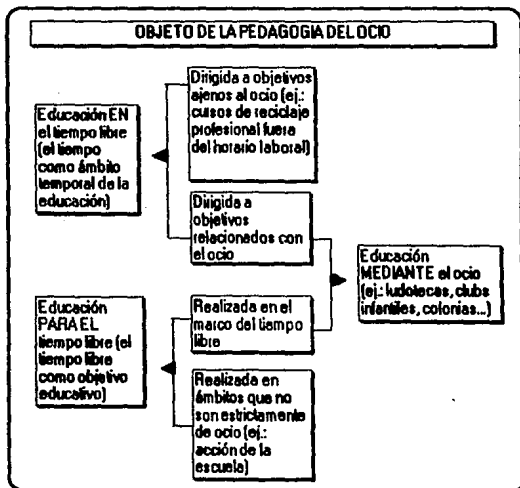 OBJETO DE LA PEDAGOGIA DEL OCIO
Educación EN
el tiempo libre
(el tiempo
como ámbito
temporal de la
educación)
Dirigida a objetivos
ajenos al ocio (ej.:
cursos de reciclaje
profesional fuera
del horario laboral)
Dirigida a
objetivos
relacionados con
el ocio
Educación
MEDIANTE el ocio
(ej.: ludotecas, clubs
infantiles, colonias...)
Educación
PARA EL
tiempo libre (el
tiempo libre
como objetivo
educativo)
Realizada en el
marco del tiempo
libre
Realizada en
ámbitos que no
son estrictamente
de ocio (ej.:
acción de la
escuela)